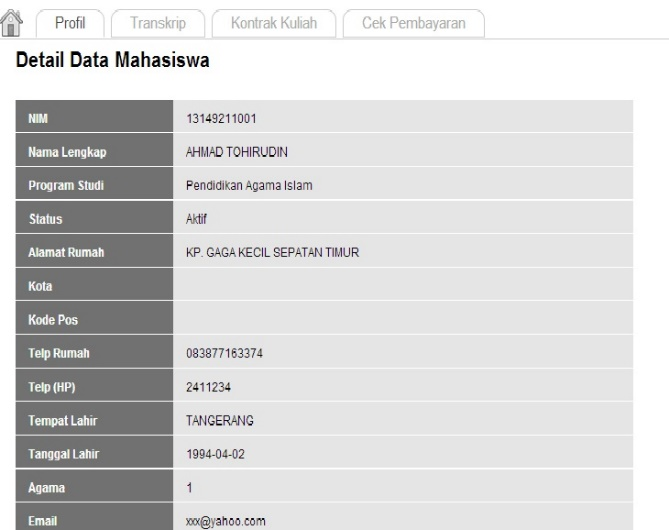 Profil Transkrip Kontrak Kuliah Cek Pembayaran
Detail Data Mahasiswa
NIM 13149211001
Nama Lengkap AHMAD TOHIRUDIN
Program Studi Pendidikan Agama Islam
Status Aktif
Alamat Rumah KP. GAGA KECIL SEPATAN TIMUR
Kota
Kode Pos
Telp Rumah 083877163374
Telp (HP) 2411234
Tempat Lahir TANGERANG
Tanggal Lahir 1994-04-02
Agama 1
Email xxx@yahoo.com